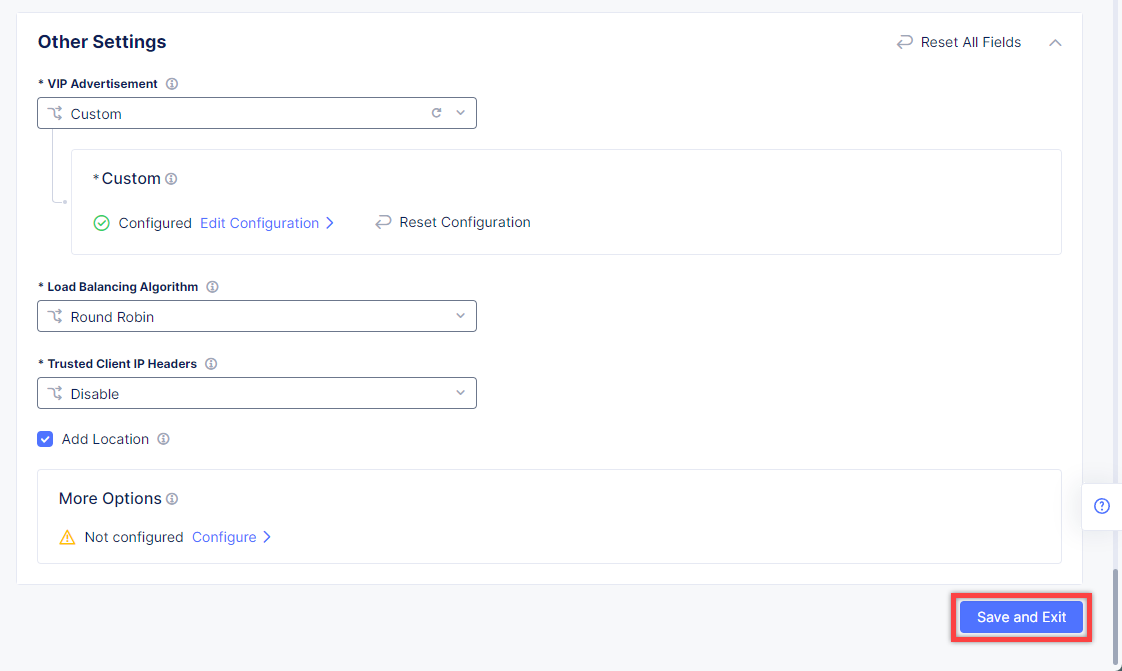 Other Settings
Reset All Fields
* VIP Advertisement
Custom
* Custom
Configured Edit Configuration
Reset Configuration
* Load Balancing Algorithm
Round Robin
* Trusted Client IP Headers
Disable
Add Location
More Options
Not configured Configure
Save and Exit